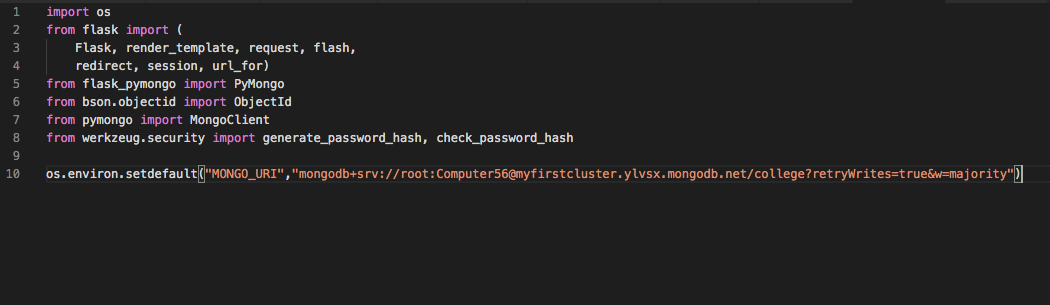 1 import os
2 from flask import (
3     Flask, render_template, request, flash,
4     redirect, session, url_for)
5 from flask_pymongo import PyMongo
6 from bson.objectid import ObjectId
7 from pymongo import MongoClient
8 from werkzeug.security import generate_password_hash, check_password_hash
9
10 os.environ.setdefault("MONGO_URI","mongodb+srv://root:Computer56@myfirstcluster.ylvsx.mongodb.net/college?retryWrites=true&w=majority")